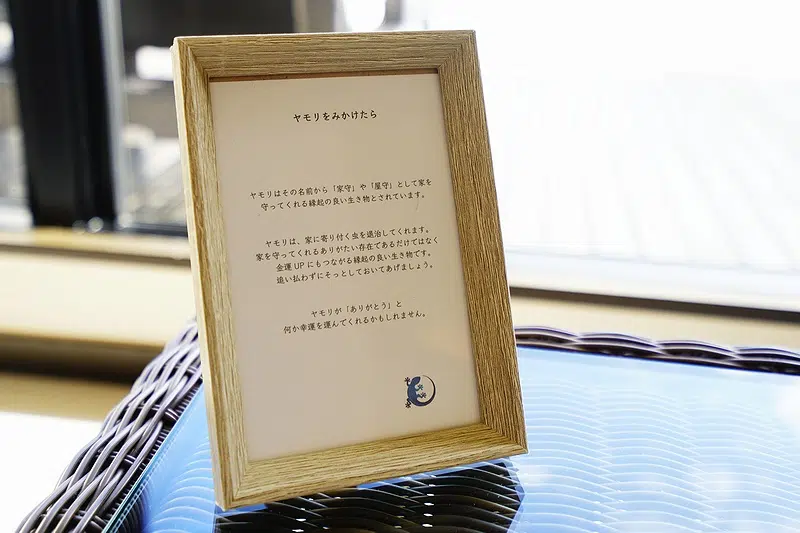 ヤモリをみかけたら
ヤモリはその名前から「家守」や「屋守」として家を
守ってくれる縁起の良い生き物とされています。
ヤモリは、家に寄り付く虫を退治してくれます。
家を守ってくれるありがたい存在であるだけではなく
金運 UP にもつながる縁起の良い生き物です。
追い払わずにそっとしておいてあげましょう。
ヤモリが「ありがとう」と
何か幸運を運んでくれるかもしれません。